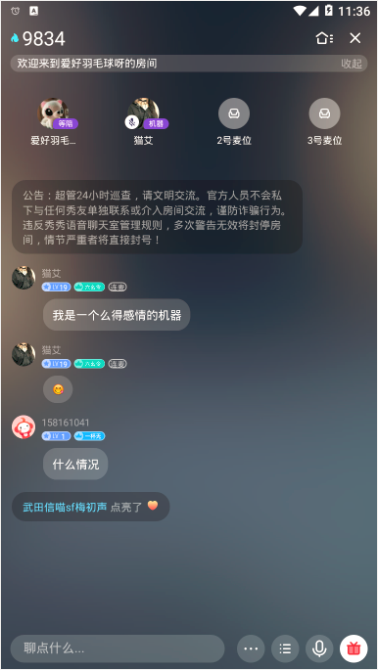 11:36
9834
欢迎来到爱好羽毛球呀的房间
收起
等陪
机器
爱好羽毛...
猫艾
2号麦位
3号麦位
公告：超管24小时巡查，请文明交流。官方人员不会私
下与任何秀友单独联系或介入房间交流，谨防诈骗行为。
违反秀秀语音聊天室管理规则，多次警告无效将封停房
间，情节严重者将直接封号！
猫艾
LV.19
我是一个么得感情的机器
猫艾
LV.19
158161041
LV.1
什么情况
武田信喵sf梅初声 点亮了
聊点什么...